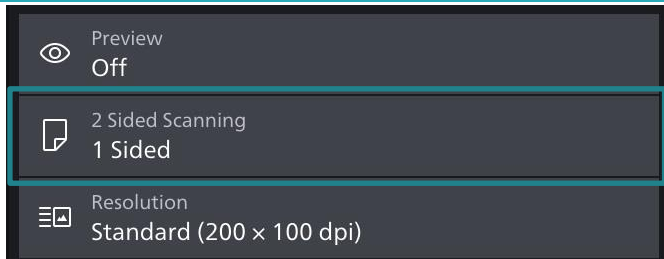 Preview
Off
2 Sided Scanning
1 Sided
Resolution
Standard (200 × 100 dpi)